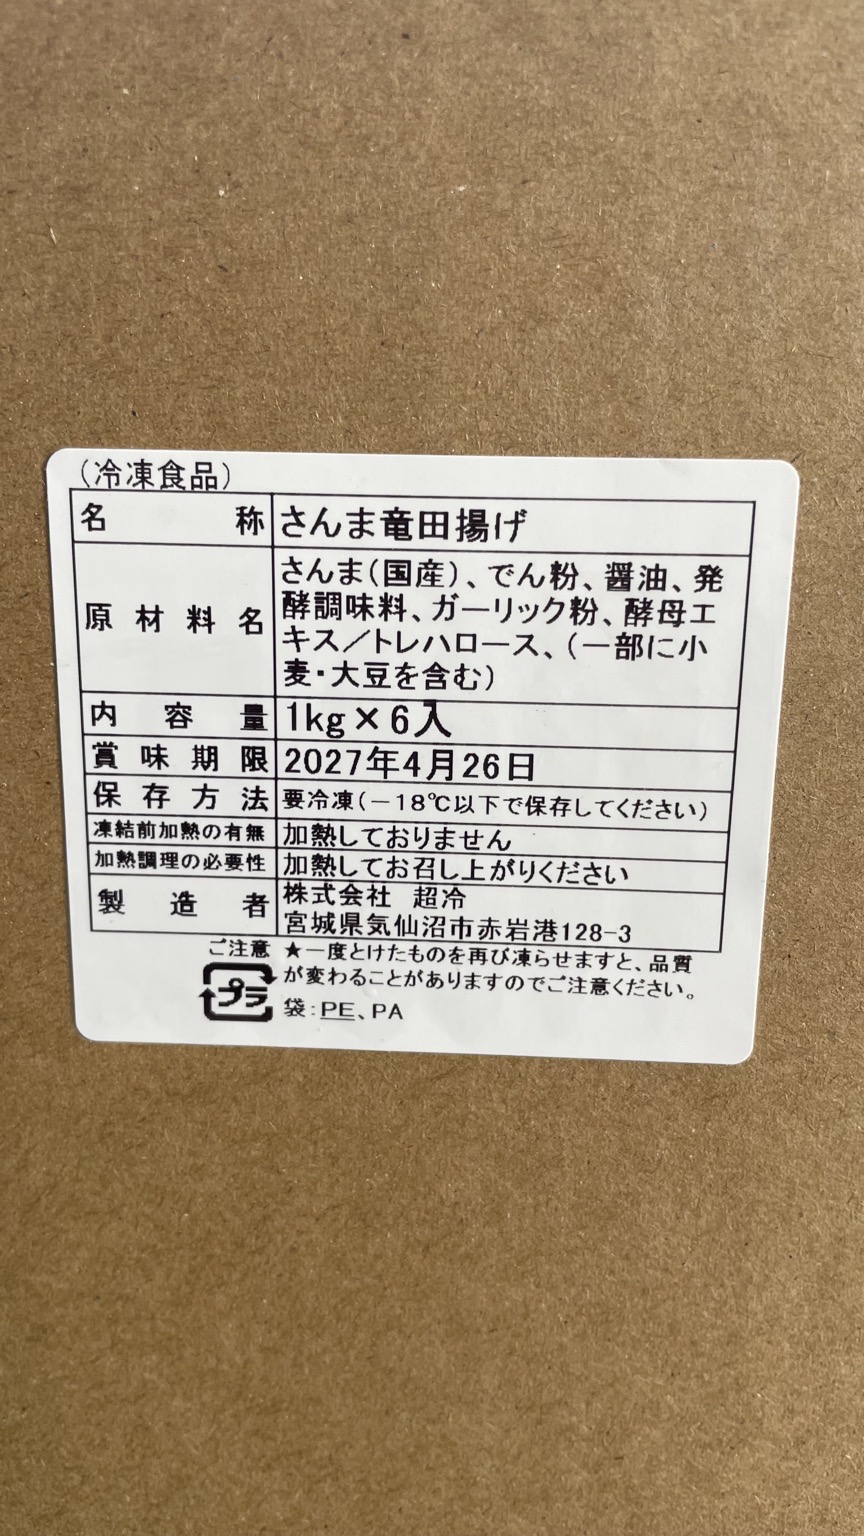 （冷凍食品）
名称 さんま竜田揚げ
原材料名 さんま（国産）、でん粉、醤油、発
酵調味料、ガーリック粉、酵母エ
キス／トレハロース、（一部に小
麦・大豆を含む）
内容量 1kg×6入
賞味期限 2027年4月26日
保存方法 要冷凍（－18℃以下で保存してください）
凍結前加熱の有無 加熱しておりません
加熱調理の必要性 加熱してお召し上がりください
製造者 株式会社 超冷
宮城県気仙沼市赤岩港128-3
ご注意 ★一度とけたものを再び凍らせますと、品質
が変わることがありますのでご注意ください。
プラ 袋：PE、PA